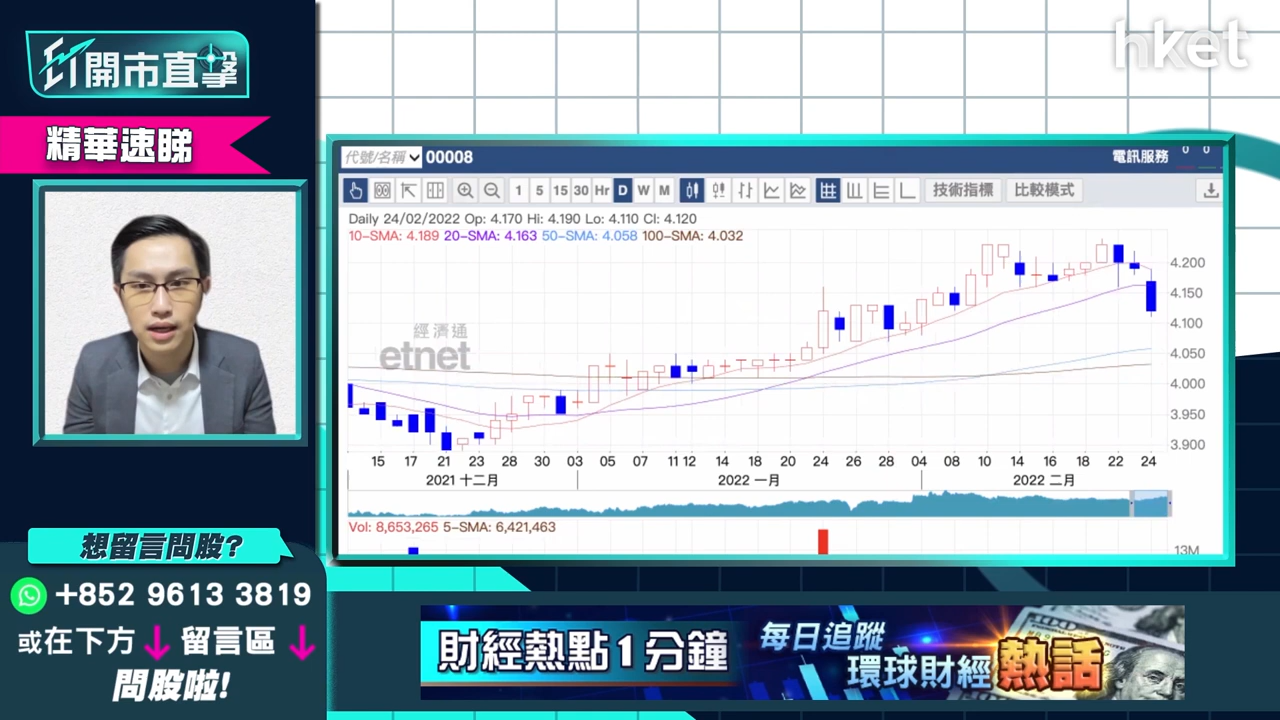 hket
ET開市直擊
精華速睇
代號/名稱 00008
電訊服務 0 0
1 5 15 30 Hr D W M 技術指標 比較模式
Daily 24/02/2022 Op: 4.170 Hi: 4.190 Lo: 4.110 Cl: 4.120
10-SMA: 4.189 20-SMA: 4.163 50-SMA: 4.058 100-SMA: 4.032
4.200
4.150
4.100
4.050
4.000
3.950
3.900
經濟通
etnet
15 17 21 23 28 30 03 05 07 11 12 14 18 20 24 26 28 04 08 10 14 16 18 22 24
2021 十二月 2022 一月 2022 二月
Vol: 8,653,265 5-SMA: 6,421,463
13M
想留言問股?
+852 9613 3819
或在下方 留言區
問股啦!
財經熱點1分鐘
每日追蹤
環球財經熱話